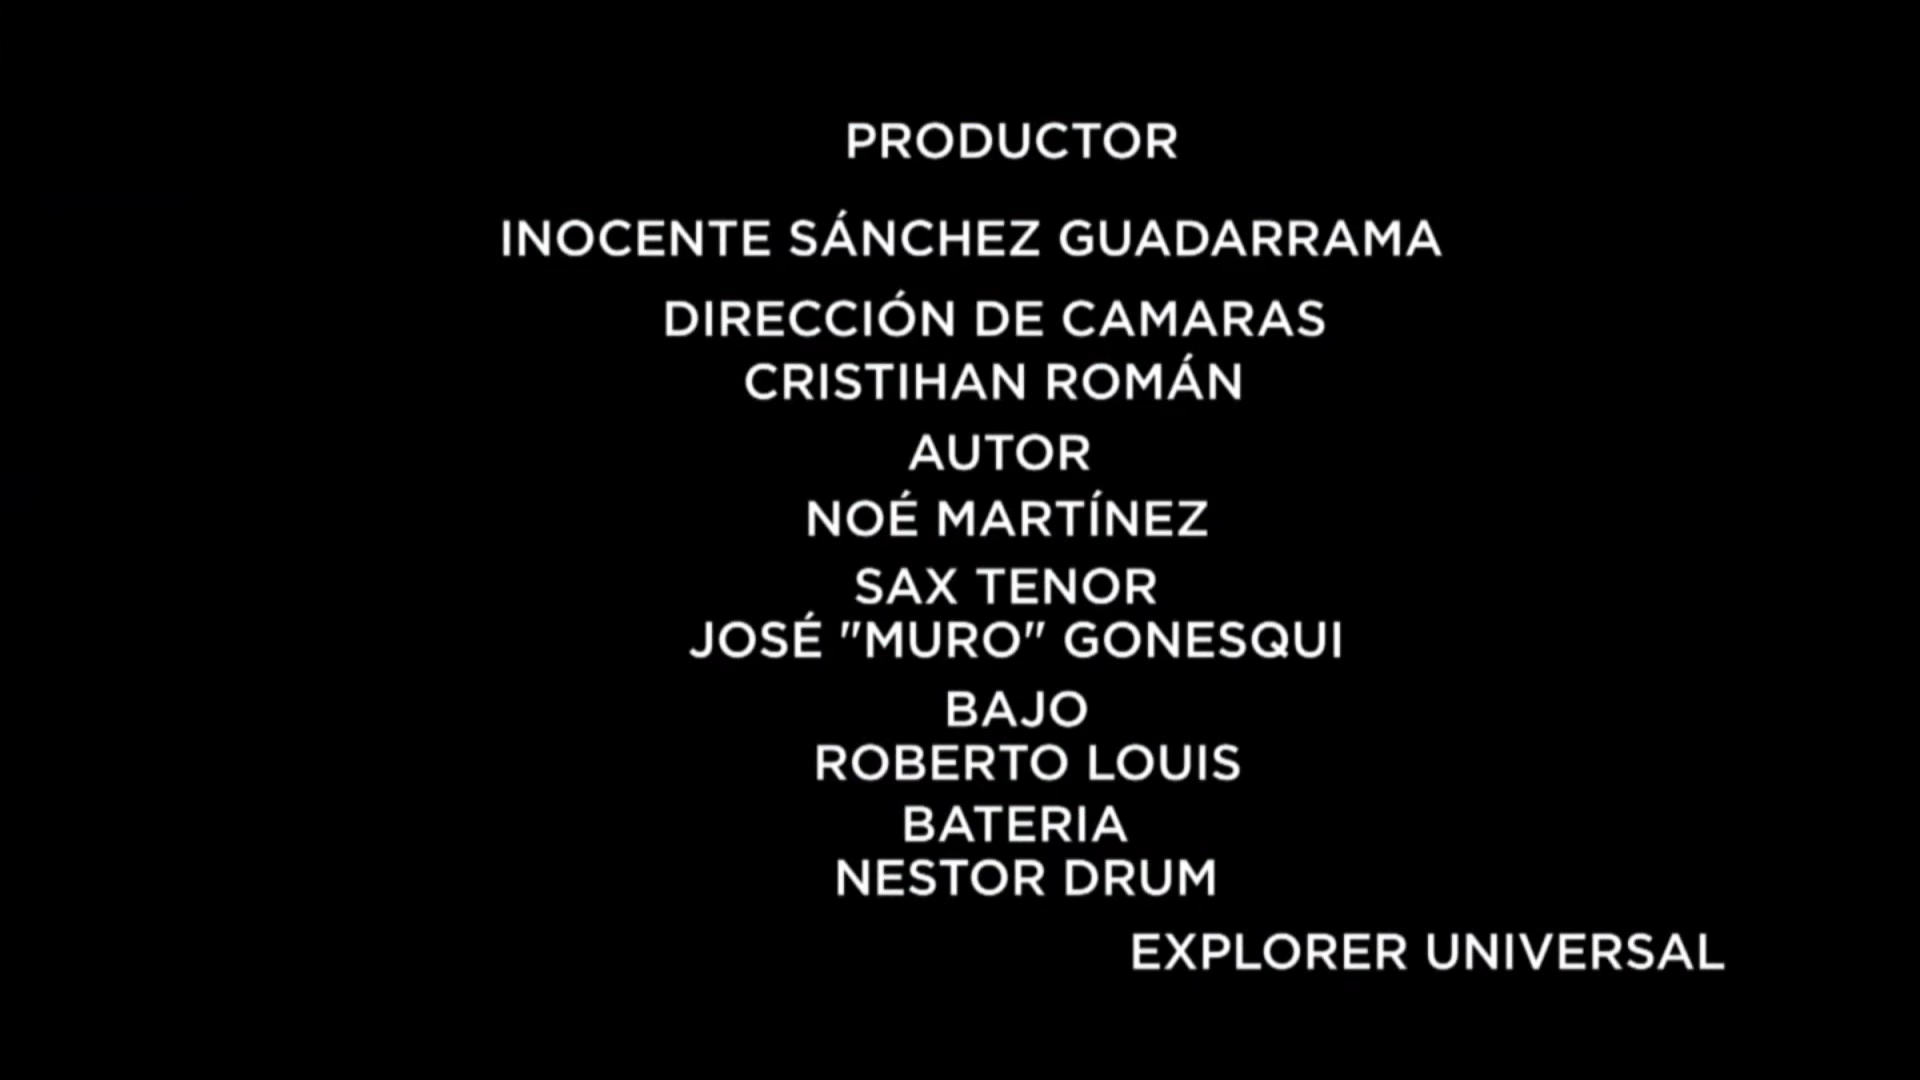 PRODUCTOR
INOCENTE SÁNCHEZ GUADARRAMA
DIRECCIÓN DE CAMARAS
CRISTIHAN ROMÁN
AUTOR
NOÉ MARTÍNEZ
SAX TENOR
JOSÉ "MURO" GONESQUI
BAJO
ROBERTO LOUIS
BATERIA
NESTOR DRUM
EXPLORER UNIVERSAL